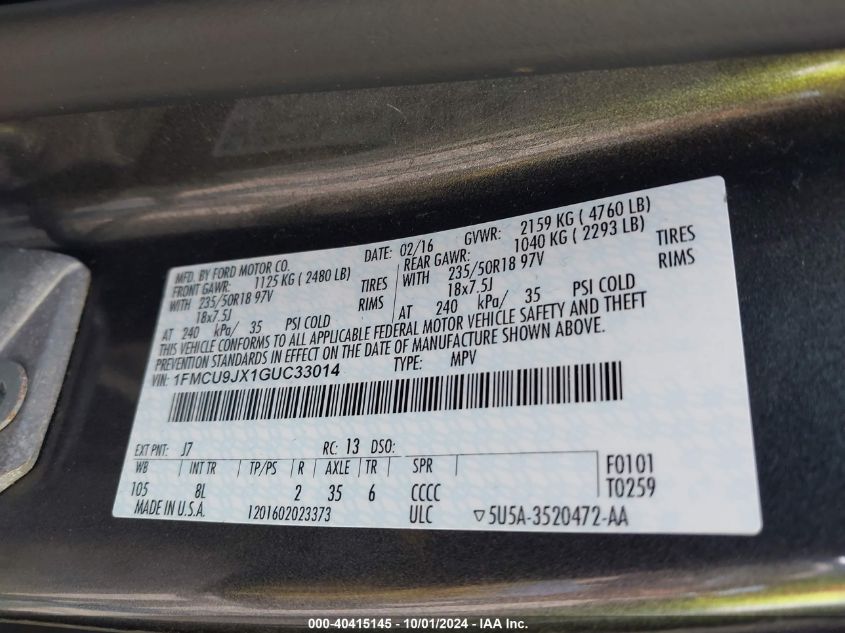 MFD. BY FORD MOTOR CO. DATE: 02/16 GVWR: 2159 KG ( 4760 LB)
FRONT GAWR: 1125 KG ( 2480 LB) REAR GAWR: 1040 KG ( 2293 LB)
WITH 235/50R18 97V TIRES WITH 235/50R18 97V TIRES
18x7.5J RIMS 18x7.5J RIMS
AT 240 kPa/ 35 PSI COLD AT 240 kPa/ 35 PSI COLD
THIS VEHICLE CONFORMS TO ALL APPLICABLE FEDERAL MOTOR VEHICLE SAFETY AND THEFT
PREVENTION STANDARDS IN EFFECT ON THE DATE OF MANUFACTURE SHOWN ABOVE.
VIN: 1FMCU9JX1GUC33014 TYPE: MPV
EXT PNT: J7 RC: 13 DSO: F0101
WB INT TR TP/PS R AXLE TR SPR T0259
105 8L 2 35 6 CCCC
MADE IN U.S.A. 1201602023373 ULC ▽5U5A-3520472-AA
000-40415145 - 10/01/2024 - IAA Inc.